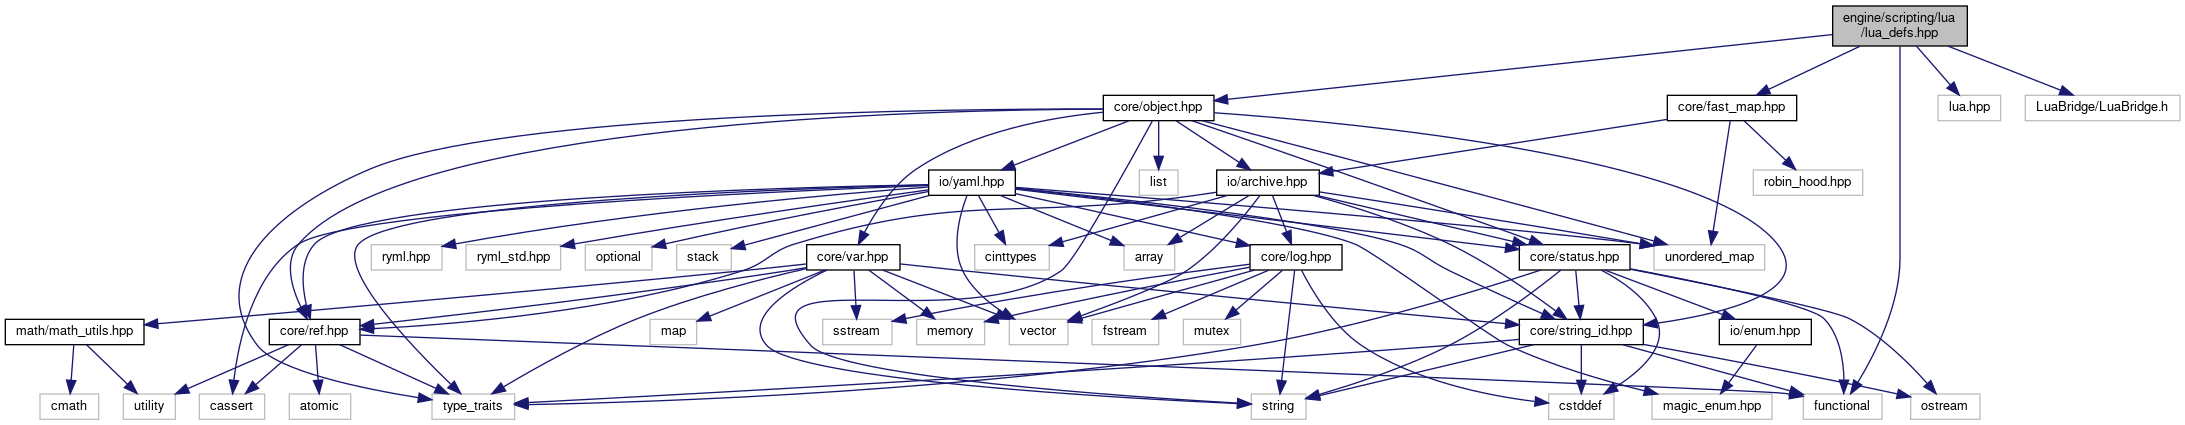 engine/scripting/lua
/lua_defs.hpp
core/object.hpp
core/fast_map.hpp
lua.hpp
LuaBridge/LuaBridge.h
io/yaml.hpp
list
io/archive.hpp
robin_hood.hpp
ryml.hpp
ryml_std.hpp
optional
stack
core/var.hpp
cinttypes
array
core/log.hpp
core/status.hpp
unordered_map
math/math_utils.hpp
core/ref.hpp
map
sstream
memory
vector
fstream
mutex
core/string_id.hpp
io/enum.hpp
cmath
utility
cassert
atomic
type_traits
string
cstddef
magic_enum.hpp
functional
ostream